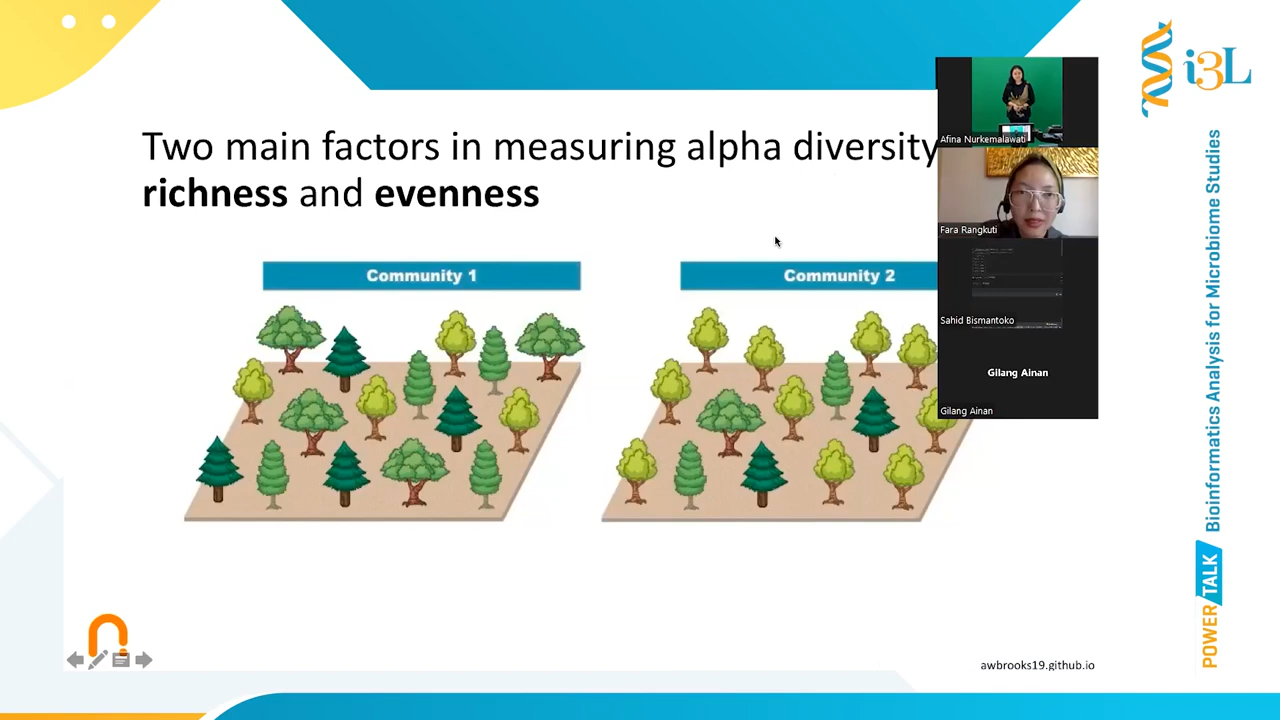 Two main factors in measuring alpha diversity
richness and evenness
Community 1
Community 2
Afina Nurkemalawati
Fara Rangkuti
Sahid Bismantoko
Gilang Ainan
Gilang Ainan
i3L
POWER TALK Bioinformatics Analysis for Microbiome Studies
awbrooks19.github.io